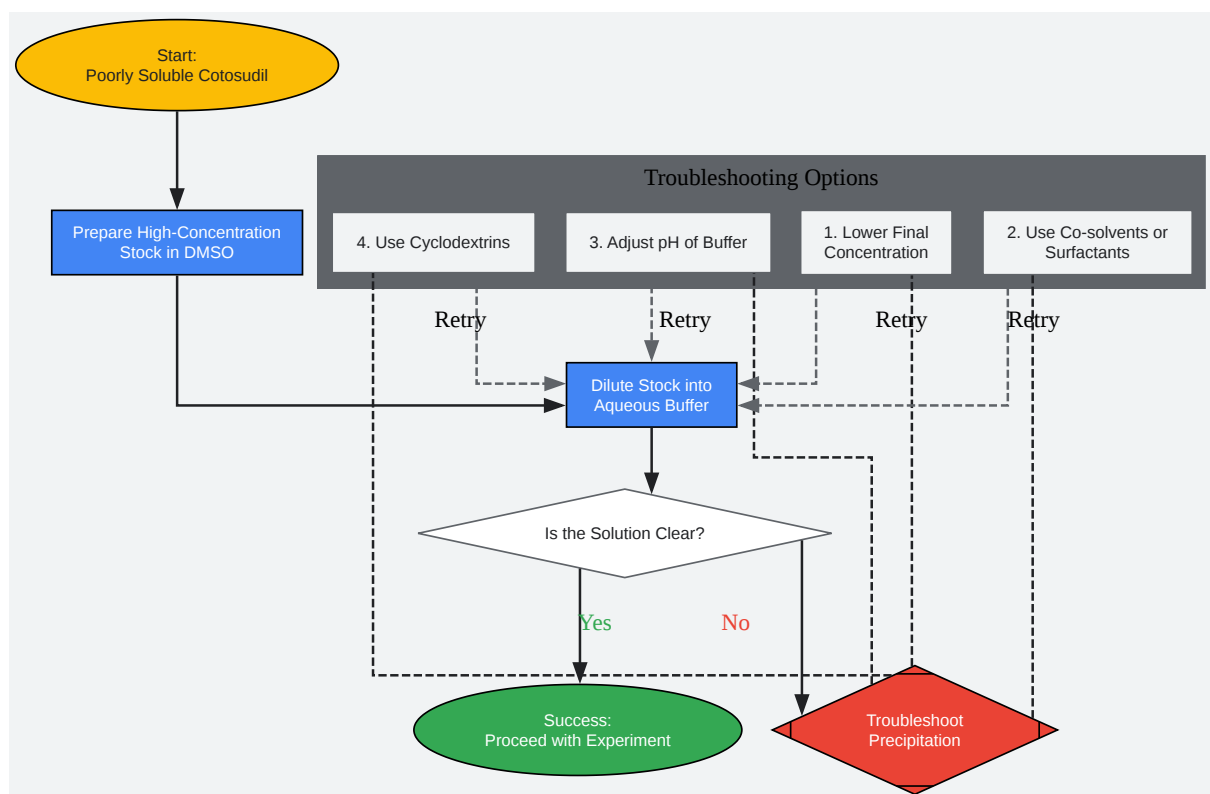 Start:
Poorly Soluble Cotosudil
Troubleshooting Options
Prepare High-Concentration
Stock in DMSO
4. Use Cyclodextrins
3. Adjust pH of Buffer
1. Lower Final
Concentration
2. Use Co-solvents or
Surfactants
Retry
Retry
Retry
Retry
Dilute Stock into
Aqueous Buffer
Is the Solution Clear?
Yes
No
Success:
Proceed with Experiment
Troubleshoot
Precipitation